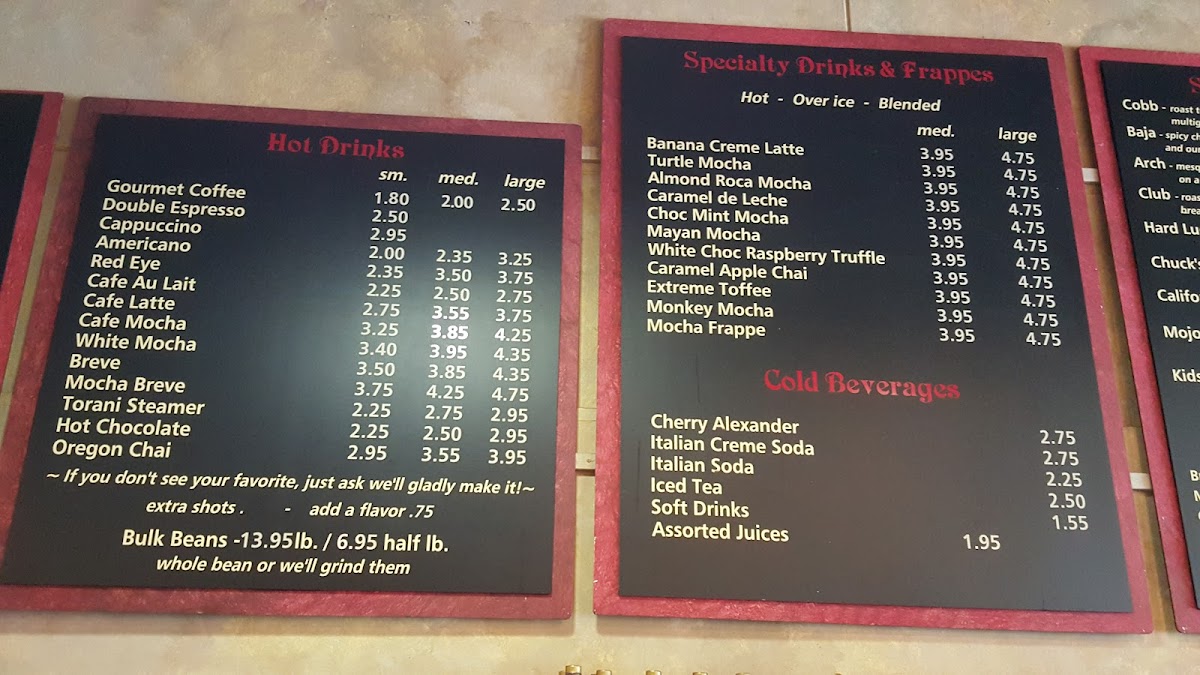 Hot Drinks
sm. med. large
Gourmet Coffee 1.80 2.00 2.50
Double Espresso 2.50
Cappuccino 2.95
Americano 2.00 2.35 3.25
Red Eye 2.35 3.50 3.75
Cafe Au Lait 2.25 2.50 2.75
Cafe Latte 2.75 3.55 3.75
Cafe Mocha 3.25 3.85 4.25
White Mocha 3.40 3.95 4.35
Breve 3.50 3.85 4.35
Mocha Breve 3.75 4.25 4.75
Torani Steamer 2.25 2.75 2.95
Hot Chocolate 2.25 2.50 2.95
Oregon Chai 2.95 3.55 3.95
~ If you don't see your favorite, just ask we'll gladly make it!~
extra shots . - add a flavor .75
Bulk Beans -13.95lb. / 6.95 half lb.
whole bean or we'll grind them
Specialty Drinks & Frappes
Hot - Over ice - Blended
med. large
Banana Creme Latte 3.95 4.75
Turtle Mocha 3.95 4.75
Almond Roca Mocha 3.95 4.75
Caramel de Leche 3.95 4.75
Choc Mint Mocha 3.95 4.75
Mayan Mocha 3.95 4.75
White Choc Raspberry Truffle 3.95 4.75
Caramel Apple Chai 3.95 4.75
Extreme Toffee 3.95 4.75
Monkey Mocha 3.95 4.75
Mocha Frappe 3.95 4.75
Cold Beverages
Cherry Alexander 2.75
Italian Creme Soda 2.75
Italian Soda 2.25
Iced Tea 2.50
Soft Drinks 1.55
Assorted Juices 1.95
Cobb - roast
Baja - spicy
and
Arch -
on a
Club -
Hard
Chuck's
Mojo
Kids